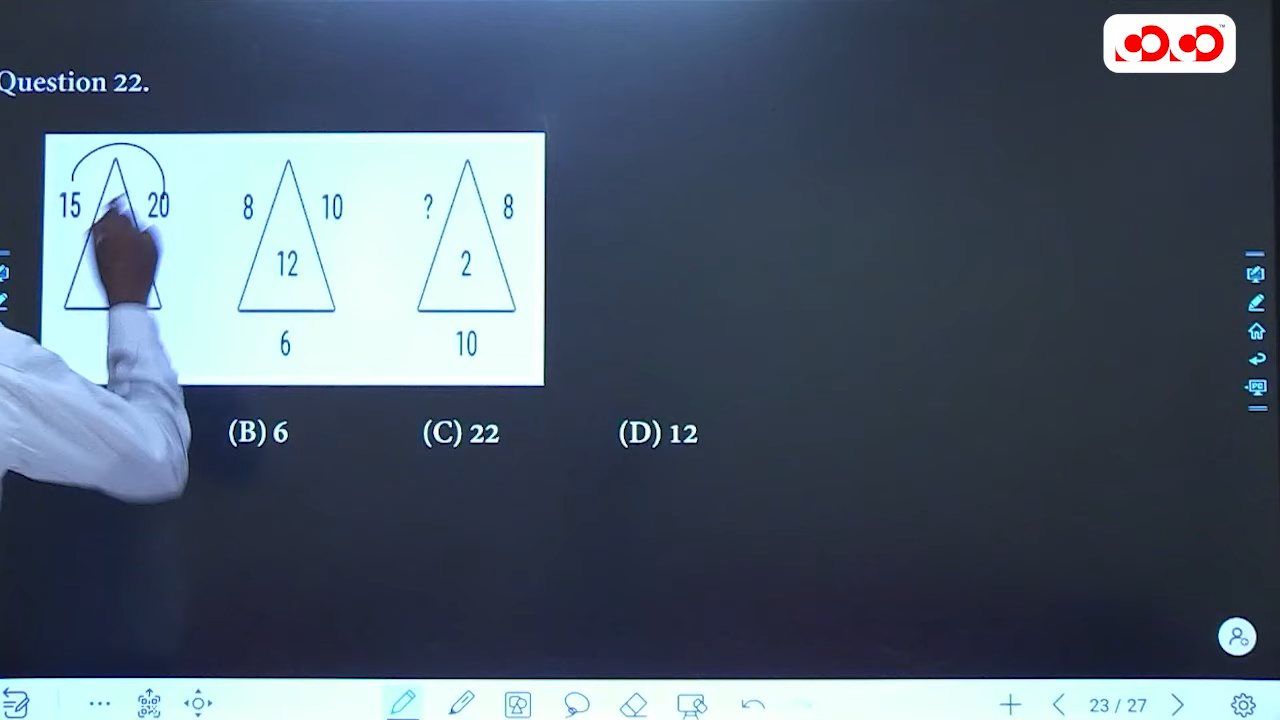 Question 22.
15 20 8 10 ? 8
12 2
6 10
(B) 6 (C) 22 (D) 12
23 / 27